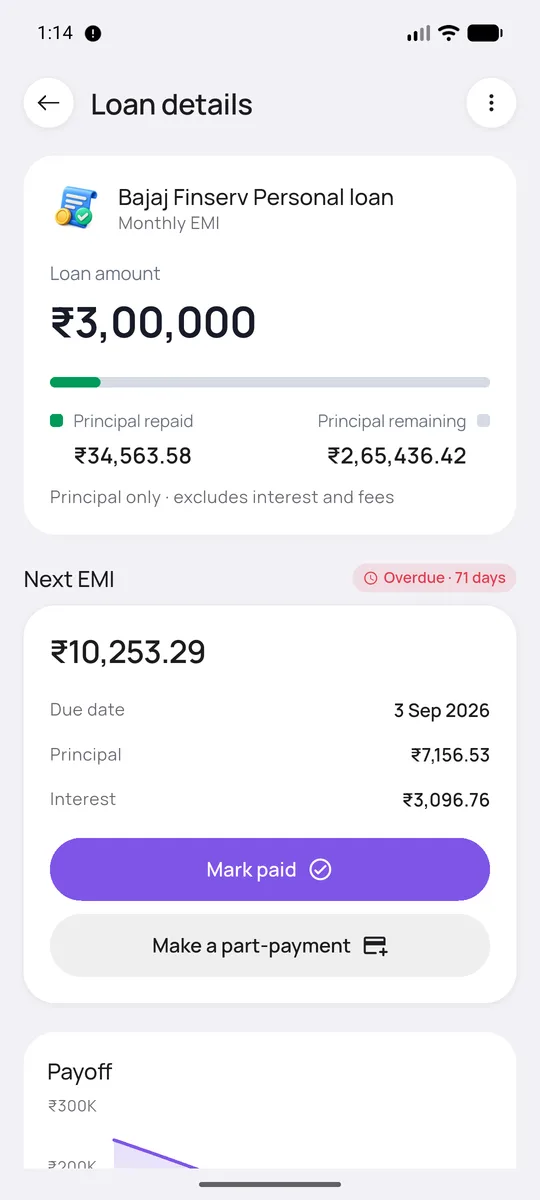 1:14
Loan details
Bajaj Finserv Personal loan
Monthly EMI
Loan amount
₹3,00,000
Principal repaid
Principal remaining
₹34,563.58
₹2,65,436.42
Principal only · excludes interest and fees
Next EMI
Overdue · 71 days
₹10,253.29
Due date
3 Sep 2026
Principal
₹7,156.53
Interest
₹3,096.76
Mark paid
Make a part-payment
Payoff
₹300K
₹200K